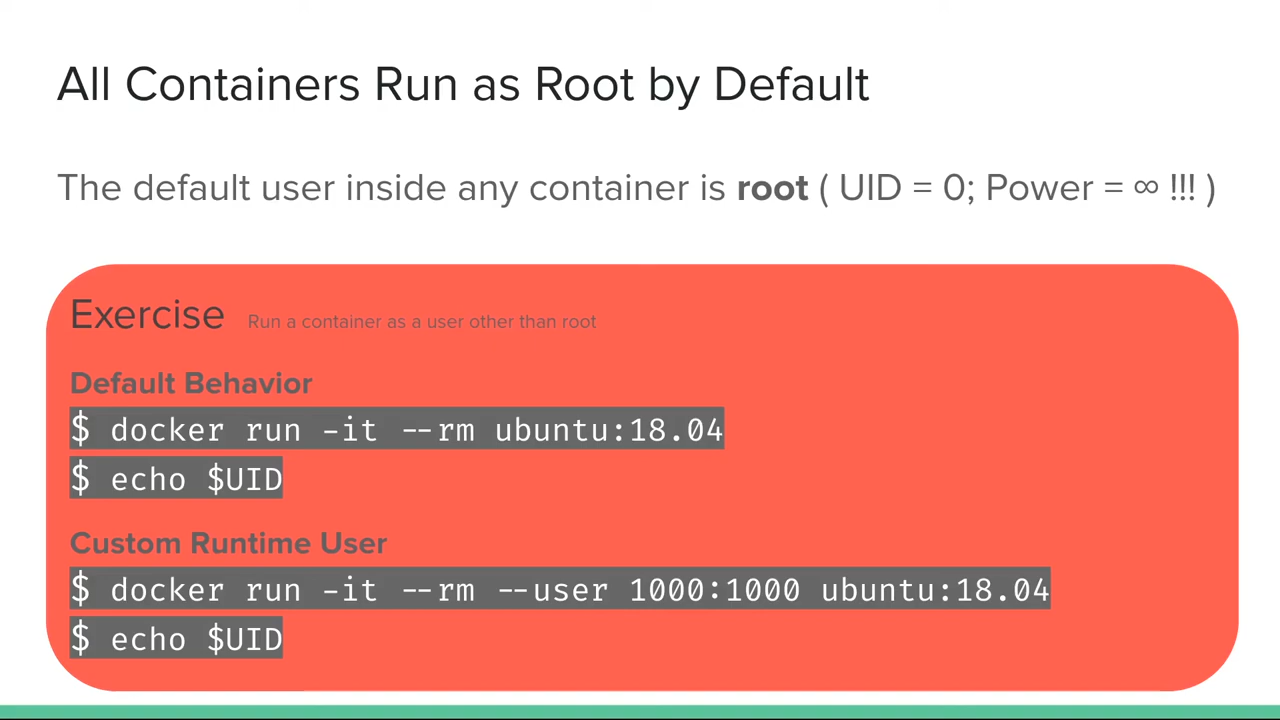 All Containers Run as Root by Default
The default user inside any container is root ( UID = 0; Power = ∞ !!! )
Exercise Run a container as a user other than root
Default Behavior
$ docker run -it --rm ubuntu:18.04
$ echo $UID
Custom Runtime User
$ docker run -it --rm --user 1000:1000 ubuntu:18.04
$ echo $UID